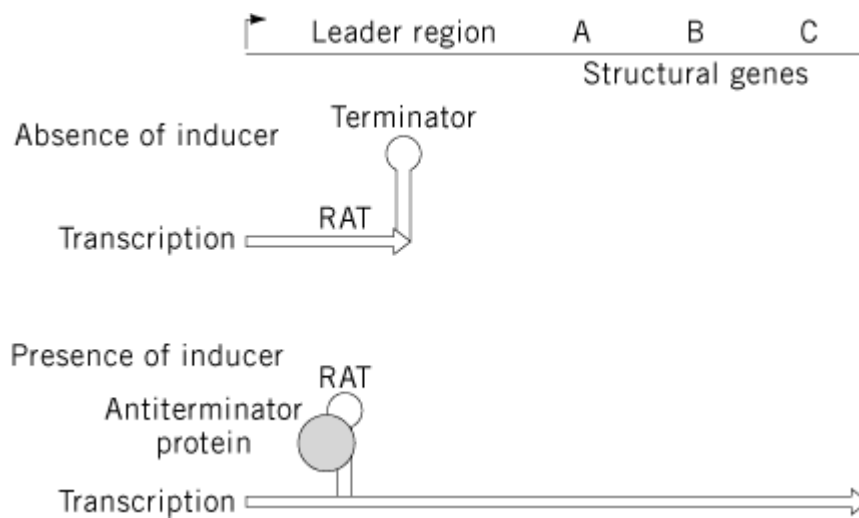 Leader region A B C
Structural genes
Terminator
Absence of inducer
RAT
Transcription
Presence of inducer
RAT
Antiterminator
protein
Transcription